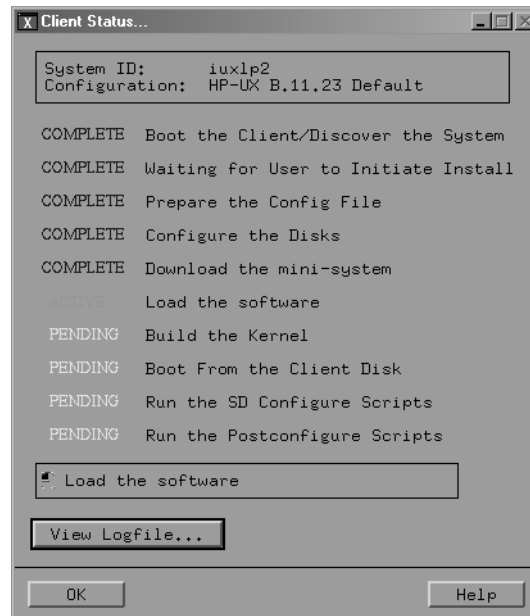 X Client Status...
System ID: iuxlp2
Configuration: HP-UX B.11.23 Default
COMPLETE Boot the Client/Discover the System
COMPLETE Waiting for User to Initiate Install
COMPLETE Prepare the Config File
COMPLETE Configure the Disks
COMPLETE Download the mini-system
ACTIVE Load the software
PENDING Build the Kernel
PENDING Boot From the Client Disk
PENDING Run the SD Configure Scripts
PENDING Run the Postconfigure Scripts
Load the software
View Logfile...
OK Help